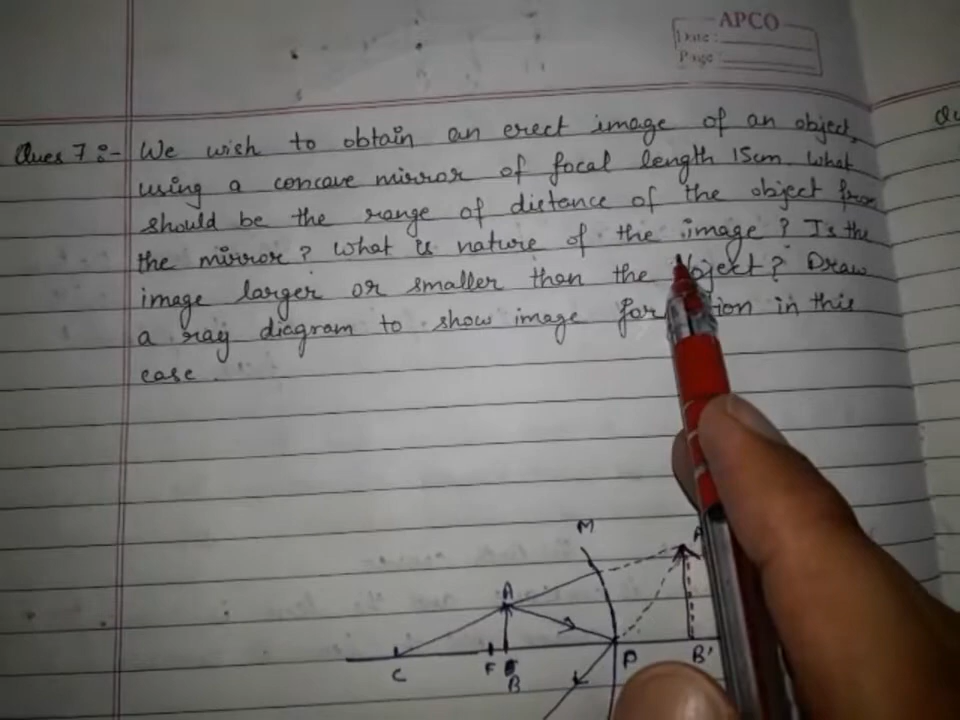 APCO
Date :
Page :
Ques 7 :- We wish to obtain an erect image of an object,
using a concave mirror of focal length 15cm what
should be the range of distance of the object from
the mirror ? What is nature of the image ? Is the
image larger or smaller than the object ? Draw
a ray diagram to show image in this
case .
M
A
C F B P B'